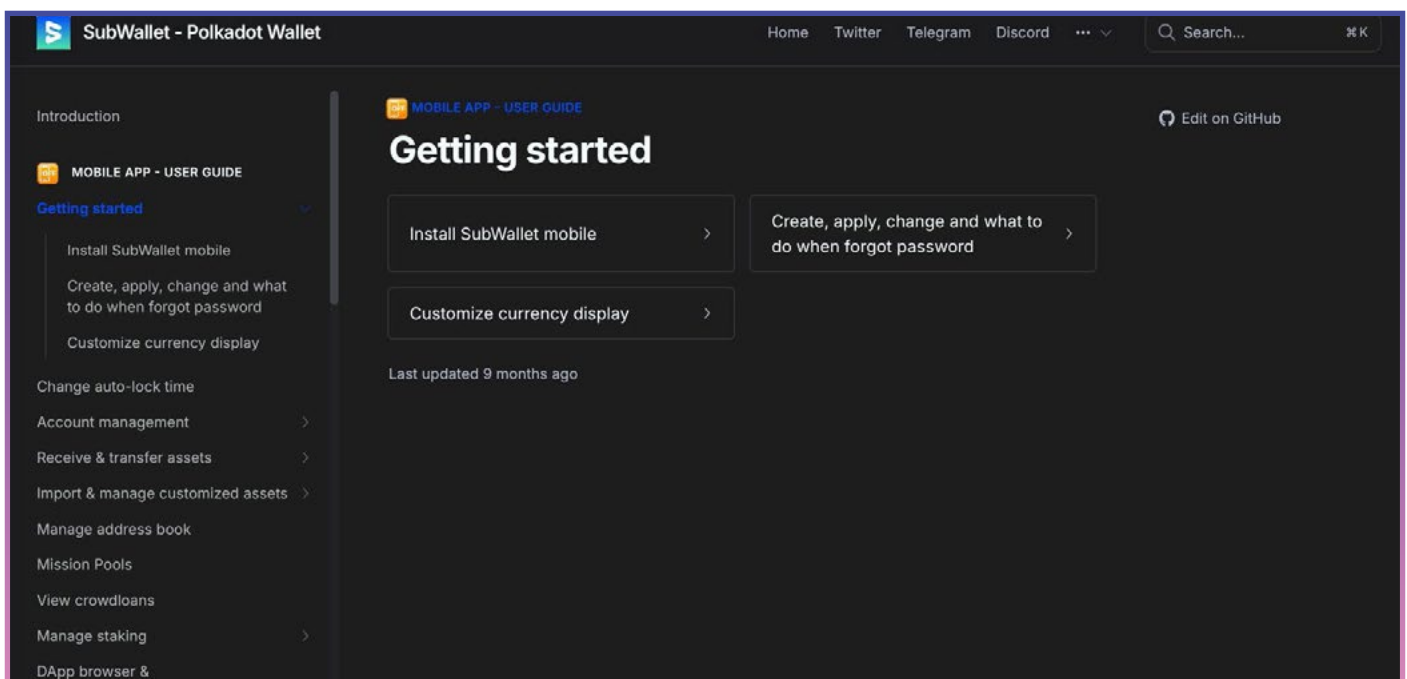 SubWallet - Polkadot Wallet
Home Twitter Telegram Discord ... Search... ⌘ K
Introduction
MOBILE APP - USER GUIDE
Getting started
Install SubWallet mobile
Create, apply, change and what
to do when forgot password
Customize currency display
Change auto-lock time
Account management
Receive & transfer assets
Import & manage customized assets
Manage address book
Mission Pools
View crowdloans
Manage staking
DApp browser &
MOBILE APP - USER GUIDE
Getting started
Install SubWallet mobile
Create, apply, change and what to
do when forgot password
Customize currency display
Last updated 9 months ago
Edit on GitHub